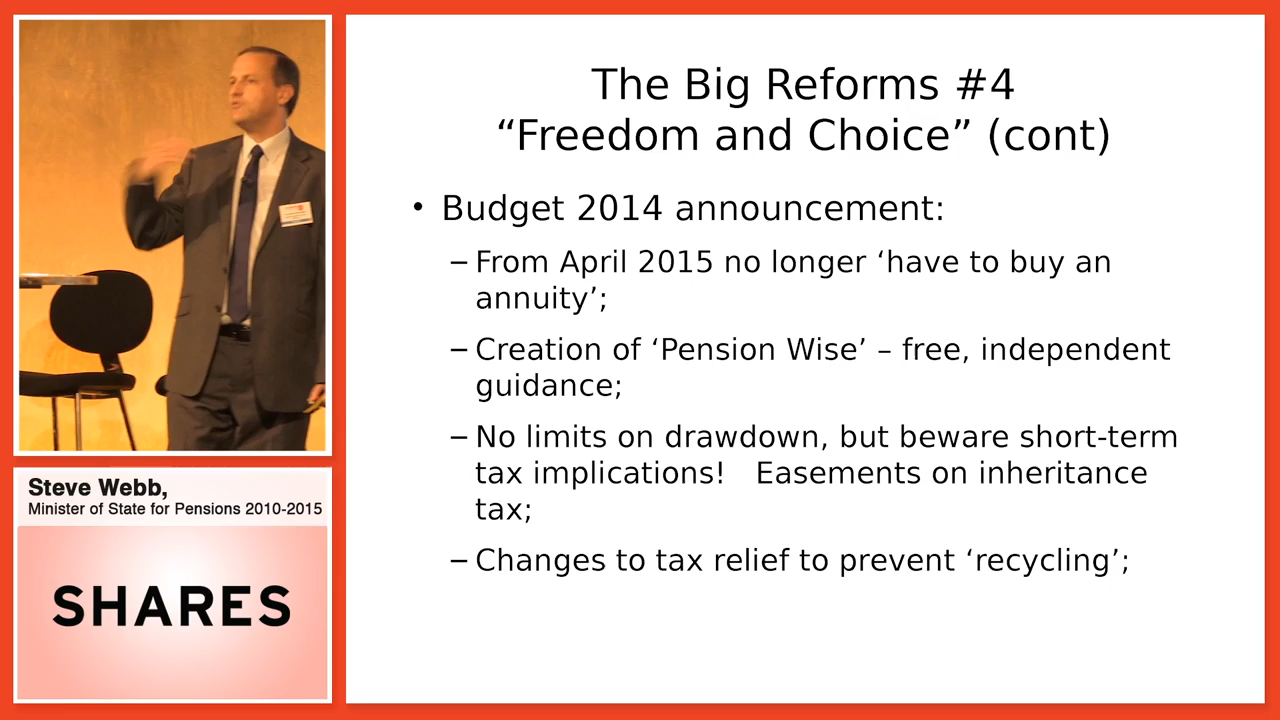 The Big Reforms #4
“Freedom and Choice” (cont)
• Budget 2014 announcement:
– From April 2015 no longer ‘have to buy an
annuity’;
– Creation of ‘Pension Wise’ – free, independent
guidance;
– No limits on drawdown, but beware short-term
tax implications!   Easements on inheritance
tax;
– Changes to tax relief to prevent ‘recycling’;
Steve Webb,
Minister of State for Pensions 2010-2015
SHARES